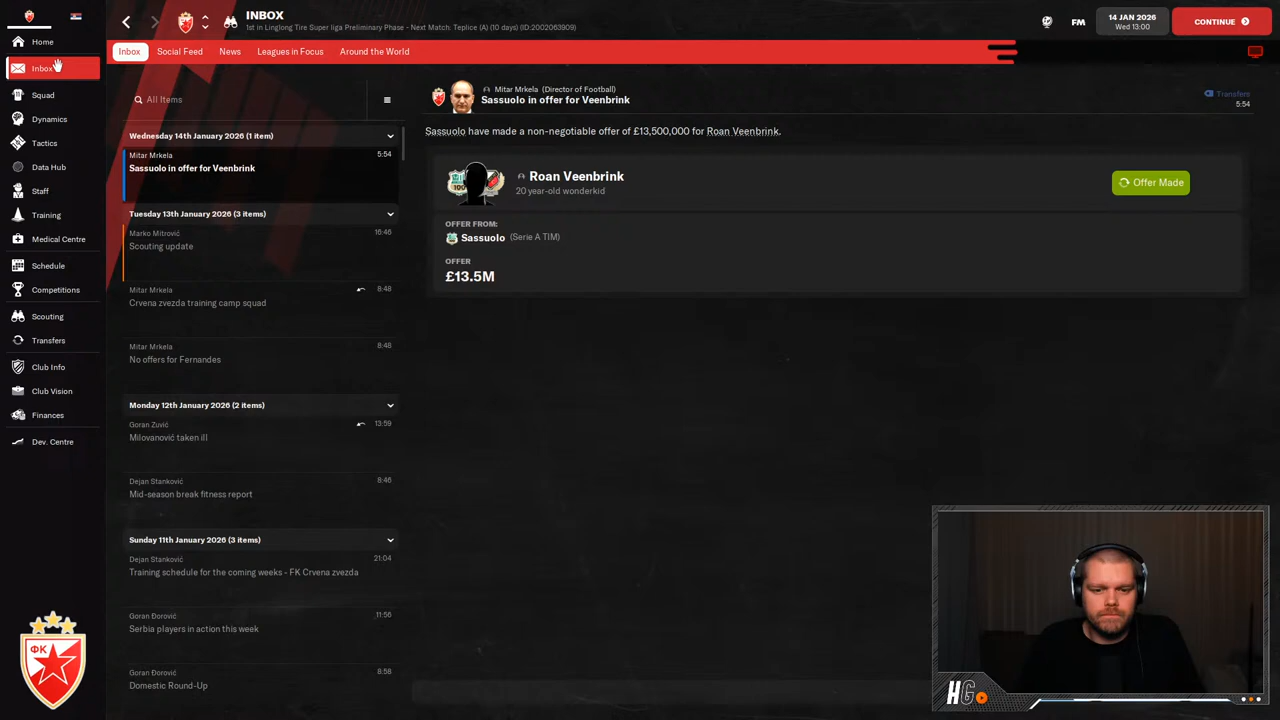 INBOX
1st in Linglong Tire Super liga Preliminary Phase - Next Match: Teplice (A) (10 days) (ID:2002063909)
FM
14 JAN 2026
Wed 13:00
CONTINUE
Home
Inbox
Squad
Dynamics
Tactics
Data Hub
Staff
Training
Medical Centre
Schedule
Competitions
Scouting
Transfers
Club Info
Club Vision
Finances
Dev. Centre
ФК
Inbox
Social Feed
News
Leagues in Focus
Around the World
All Items
Wednesday 14th January 2026 (1 item)
Mitar Mrkela 5:54
Sassuolo in offer for Veenbrink
Tuesday 13th January 2026 (3 items)
Marko Mitrović 16:46
Scouting update
Mitar Mrkela 8:48
Crvena zvezda training camp squad
Mitar Mrkela 8:48
No offers for Fernandes
Monday 12th January 2026 (2 items)
Goran Zuvić 13:59
Milovanović taken ill
Dejan Stanković 8:46
Mid-season break fitness report
Sunday 11th January 2026 (3 items)
Dejan Stanković 21:04
Training schedule for the coming weeks - FK Crvena zvezda
Goran Đorović 11:56
Serbia players in action this week
Goran Đorović 8:58
Domestic Round-Up
Mitar Mrkela (Director of Football)
Sassuolo in offer for Veenbrink
Transfers
5:54
Sassuolo have made a non-negotiable offer of £13,500,000 for Roan Veenbrink.
Roan Veenbrink
20 year-old wonderkid
Offer Made
OFFER FROM:
Sassuolo (Serie A TIM)
OFFER
£13.5M
HG